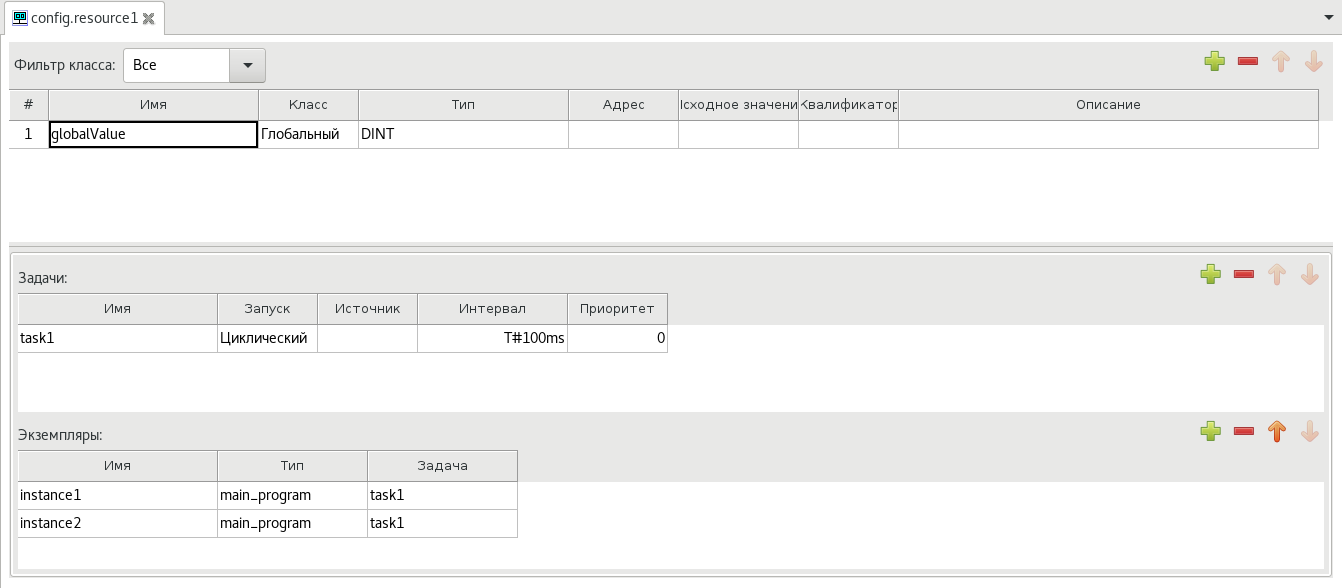 config.resource1
Фильтр класса: Все
# Имя Класс Тип Адрес Исходное значени Квалификатор Описание
1 globalValue Глобальный DINT
Задачи:
Имя Запуск Источник Интервал Приоритет
task1 Циклический T#100ms 0
Экземпляры:
Имя Тип Задача
instance1 main_program task1
instance2 main_program task1